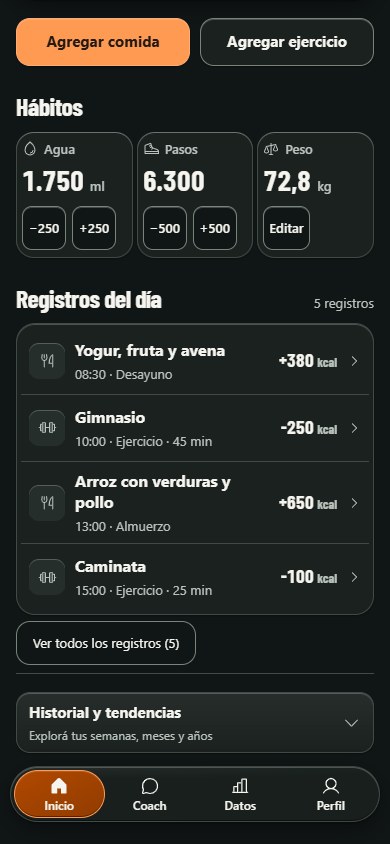 Agregar comida
Agregar ejercicio
Hábitos
Agua
1.750 ml
−250 +250
Pasos
6.300
−500 +500
Peso
72,8 kg
Editar
Registros del día
5 registros
Yogur, fruta y avena
08:30 · Desayuno
+380 kcal
Gimnasio
10:00 · Ejercicio · 45 min
-250 kcal
Arroz con verduras y
pollo
13:00 · Almuerzo
+650 kcal
Caminata
15:00 · Ejercicio · 25 min
-100 kcal
Ver todos los registros (5)
Historial y tendencias
Explorá tus semanas, meses y años
Inicio
Coach
Datos
Perfil